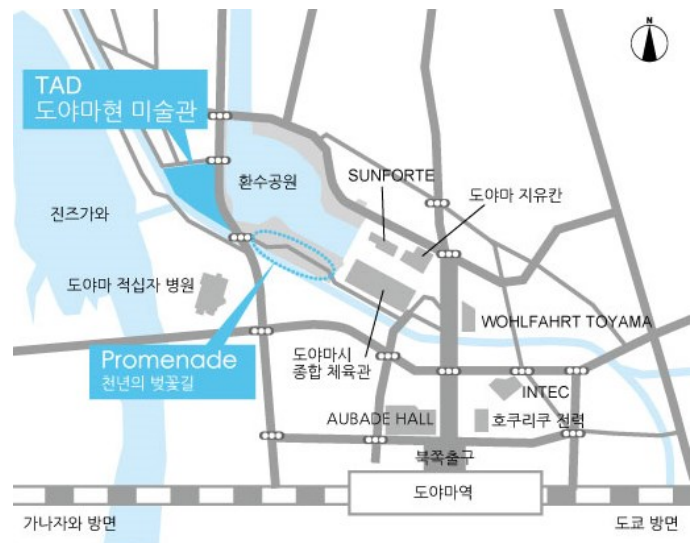 N
TAD
도야마현 미술관
환수공원
SUNFORTE
도야마 지유칸
진즈가와
도야마 적십자 병원
WOHLFAHRT TOYAMA
Promenade
천년의 벚꽃길
도야마시
종합 체육관
INTEC
AUBADE HALL
호쿠리쿠 전력
북쪽출구
도야마역
가나자와 방면
도쿄 방면